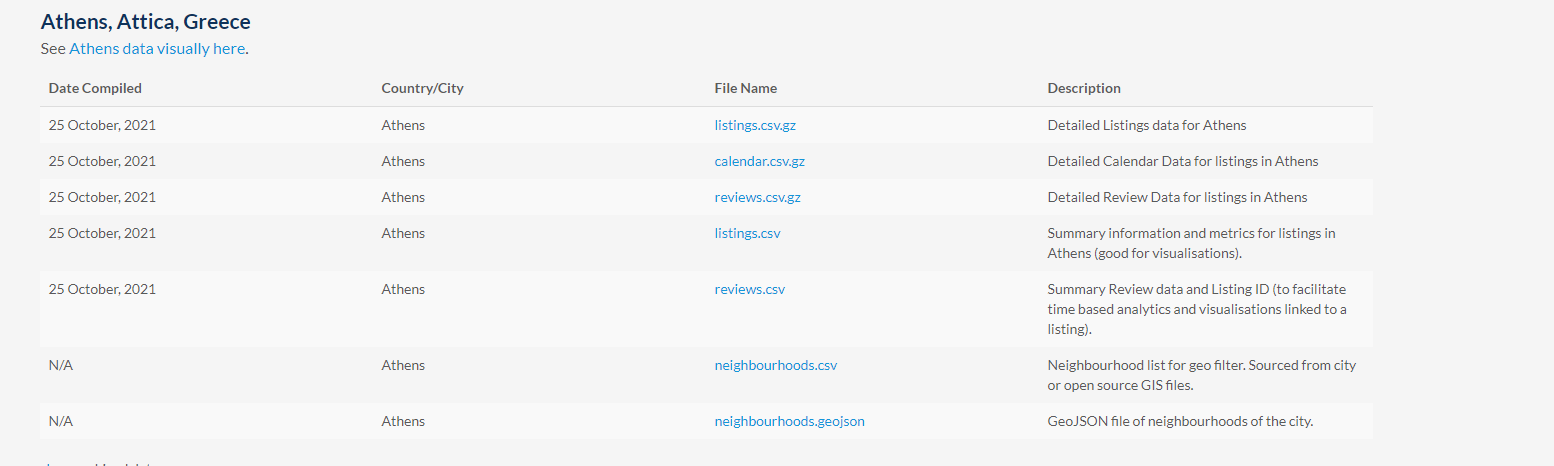 Athens, Attica, Greece
See Athens data visually here.
Date Compiled Country/City File Name Description
25 October, 2021 Athens listings.csv.gz Detailed Listings data for Athens
25 October, 2021 Athens calendar.csv.gz Detailed Calendar Data for listings in Athens
25 October, 2021 Athens reviews.csv.gz Detailed Review Data for listings in Athens
25 October, 2021 Athens listings.csv Summary information and metrics for listings in
Athens (good for visualisations).
25 October, 2021 Athens reviews.csv Summary Review data and Listing ID (to facilitate
time based analytics and visualisations linked to a
listing).
N/A Athens neighbourhoods.csv Neighbourhood list for geo filter. Sourced from city
or open source GIS files.
N/A Athens neighbourhoods.geojson GeoJSON file of neighbourhoods of the city.